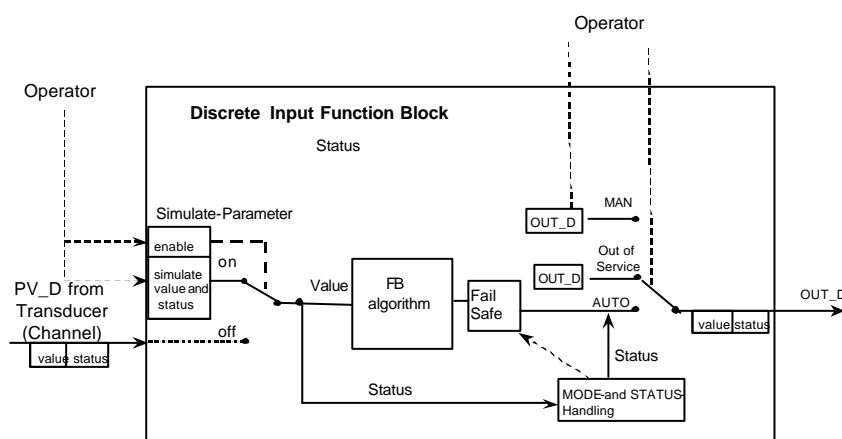 Operator
Operator
Discrete Input Function Block
Status
Simulate-Parameter
enable
simulate
value and
status
on
off
PV_D from
Transducer
(Channel)
value status
Value
FB
algorithm
Fail
Safe
OUT_D
MAN
OUT_D
Out of
Service
AUTO
OUT_D
value status
Status
Status
MODE-and STATUS-
Handling